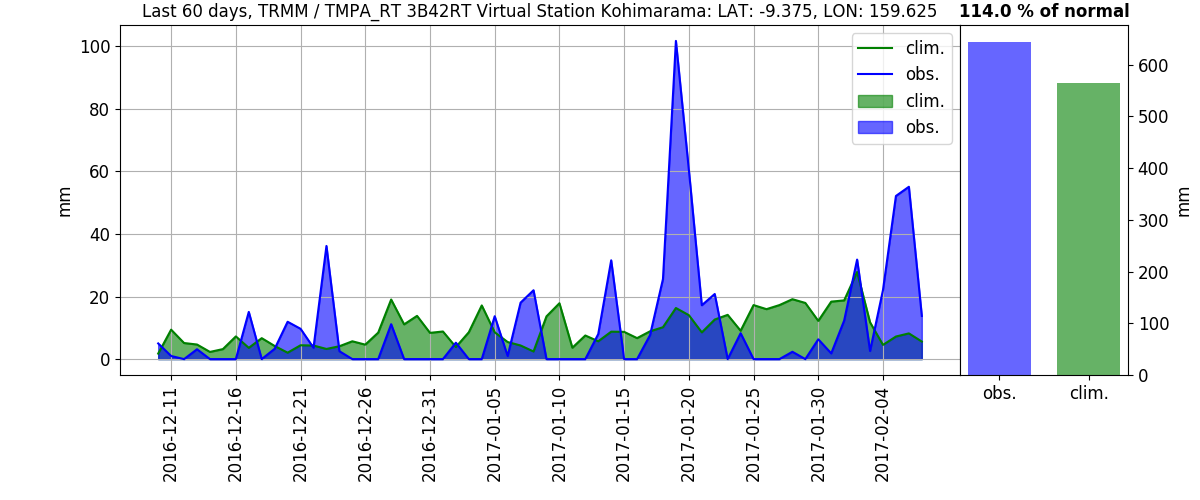 Last 60 days, TRMM / TMPA_RT 3B42RT Virtual Station Kohimarama: LAT: -9.375, LON: 159.625
114.0 % of normal
mm
100
80
60
40
20
0
clim.
obs.
clim.
obs.
2016-12-11
2016-12-16
2016-12-21
2016-12-26
2016-12-31
2017-01-05
2017-01-10
2017-01-15
2017-01-20
2017-01-25
2017-01-30
2017-02-04
600
500
400
300
200
100
0
mm
obs.
clim.